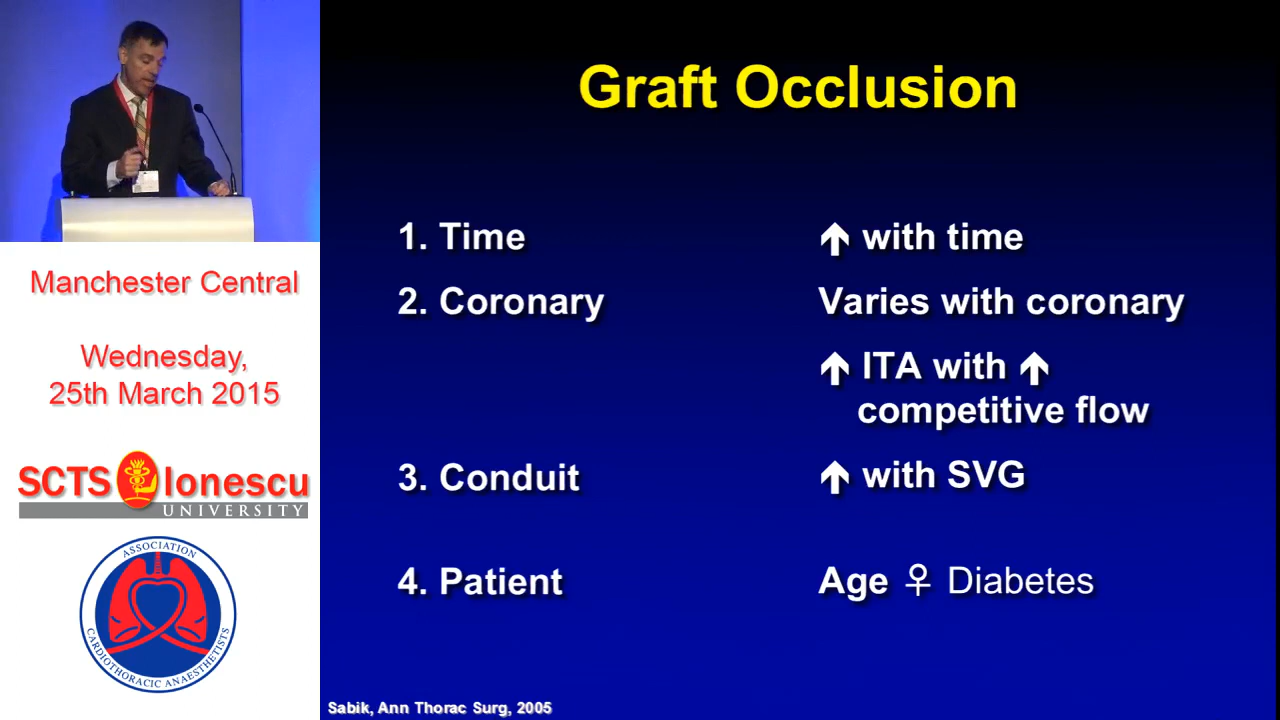 Graft Occlusion
1. Time
↑ with time
2. Coronary
Varies with coronary
↑ ITA with ↑
competitive flow
3. Conduit
↑ with SVG
4. Patient
Age ♀ Diabetes
Sabik, Ann Thorac Surg, 2005
Manchester Central
Wednesday,
25th March 2015
SCTS Ionescu
UNIVERSITY
ASSOCIATION
CARDIOTHORACIC ANAESTHETISTS